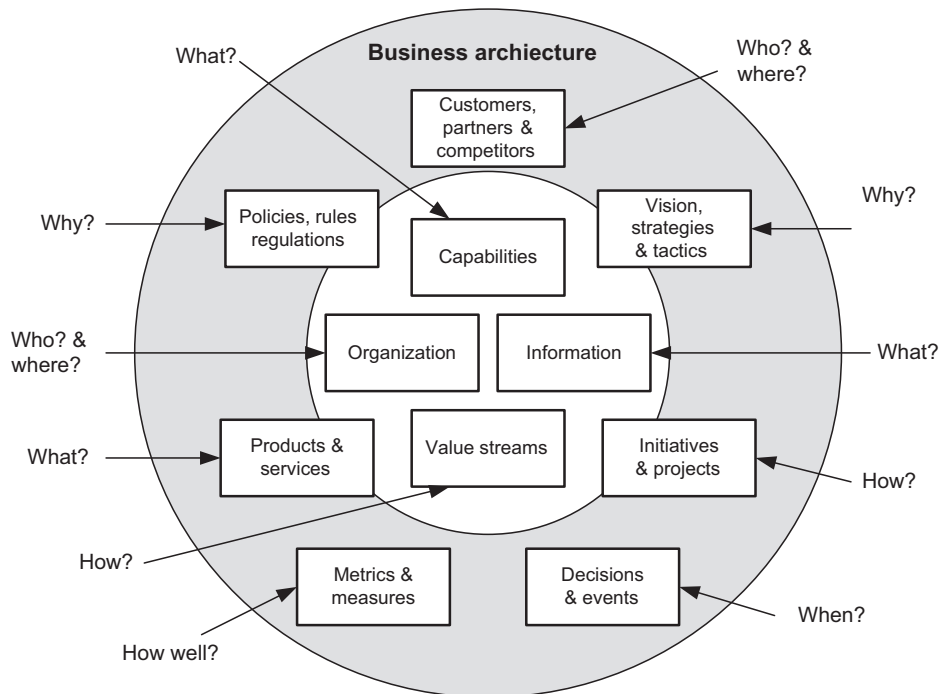 Business archiecture
What?
Who? &
where?
Customers,
partners &
competitors
Why?
Policies, rules
regulations
Capabilities
Vision,
strategies
& tactics
Why?
Who? &
where?
Organization
Information
What?
What?
Products &
services
Value streams
Initiatives
& projects
How?
How?
Metrics &
measures
Decisions
& events
When?
How well?